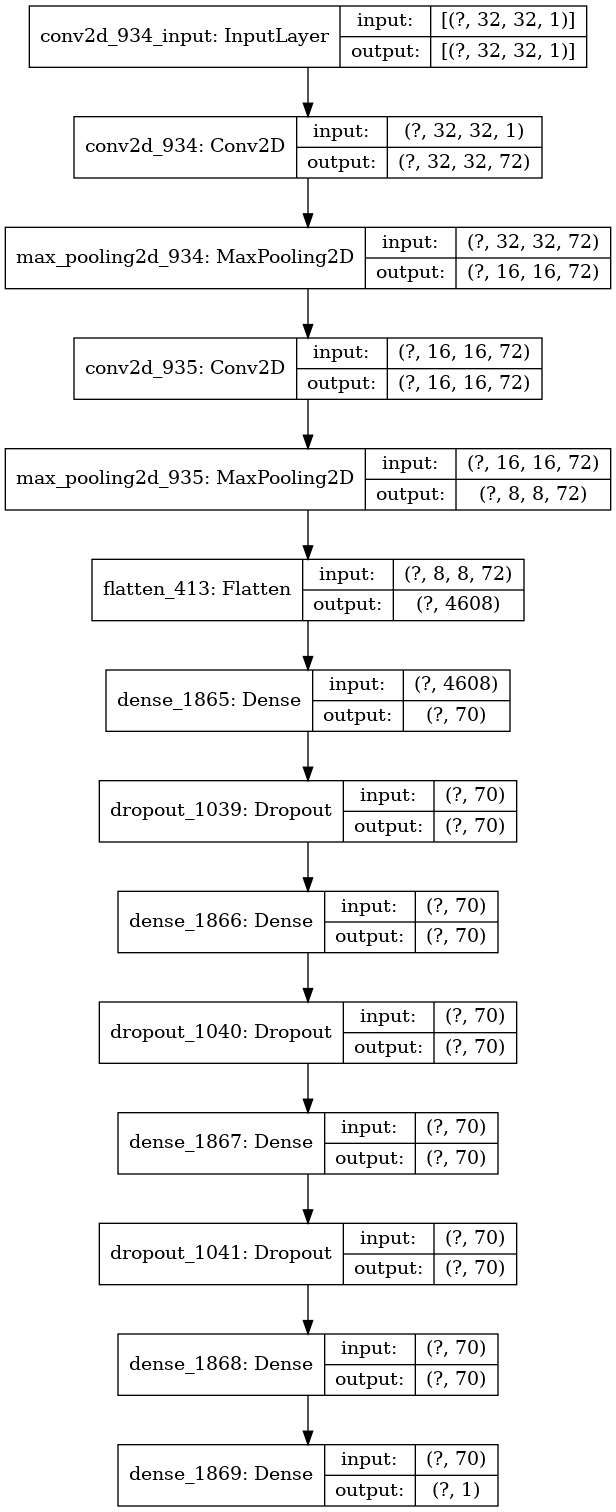 conv2d_934_input: InputLayer
input: [(?, 32, 32, 1)]
output: [(?, 32, 32, 1)]
conv2d_934: Conv2D
input: (?, 32, 32, 1)
output: (?, 32, 32, 72)
max_pooling2d_934: MaxPooling2D
input: (?, 32, 32, 72)
output: (?, 16, 16, 72)
conv2d_935: Conv2D
input: (?, 16, 16, 72)
output: (?, 16, 16, 72)
max_pooling2d_935: MaxPooling2D
input: (?, 16, 16, 72)
output: (?, 8, 8, 72)
flatten_413: Flatten
input: (?, 8, 8, 72)
output: (?, 4608)
dense_1865: Dense
input: (?, 4608)
output: (?, 70)
dropout_1039: Dropout
input: (?, 70)
output: (?, 70)
dense_1866: Dense
input: (?, 70)
output: (?, 70)
dropout_1040: Dropout
input: (?, 70)
output: (?, 70)
dense_1867: Dense
input: (?, 70)
output: (?, 70)
dropout_1041: Dropout
input: (?, 70)
output: (?, 70)
dense_1868: Dense
input: (?, 70)
output: (?, 70)
dense_1869: Dense
input: (?, 70)
output: (?, 1)